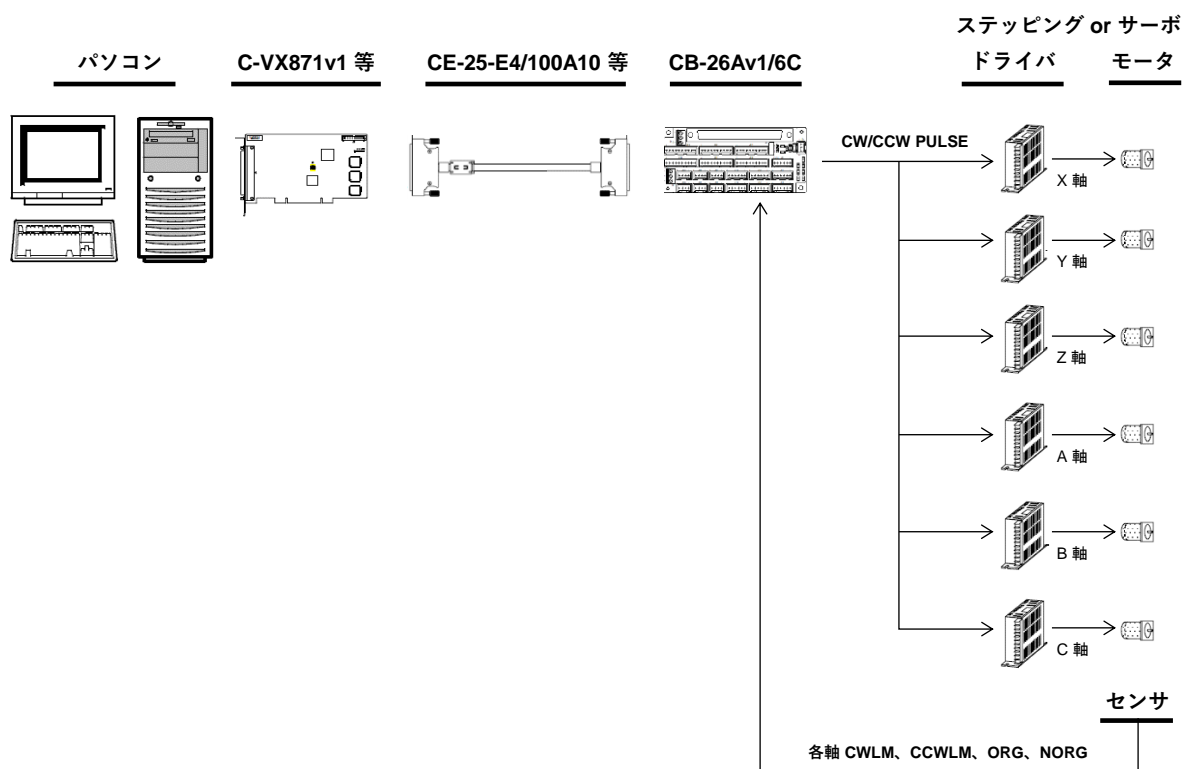 ステッピング or サーボ
パソコン
C-VX871v1 等
CE-25-E4/100A10 等
CB-26Av1/6C
ドライバ
モータ
CW/CCW PULSE
X 軸
Y 軸
Z 軸
A 軸
B 軸
C 軸
センサ
各軸 CWLM、CCWLM、ORG、NORG